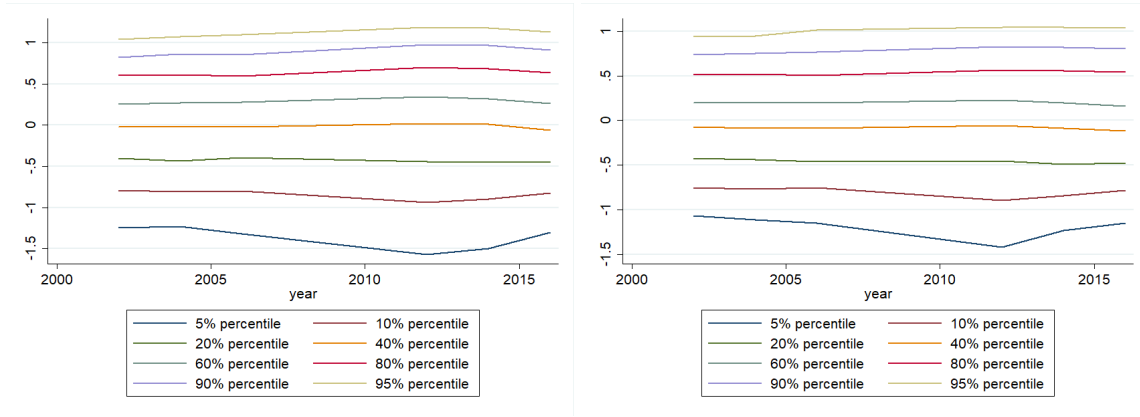 1
.5
0
-.5
-1
-1.5
2000 2005 2010 2015
year
5% percentile 10% percentile
20% percentile 40% percentile
60% percentile 80% percentile
90% percentile 95% percentile
1
.5
0
-.5
-1
-1.5
2000 2005 2010 2015
year
5% percentile 10% percentile
20% percentile 40% percentile
60% percentile 80% percentile
90% percentile 95% percentile